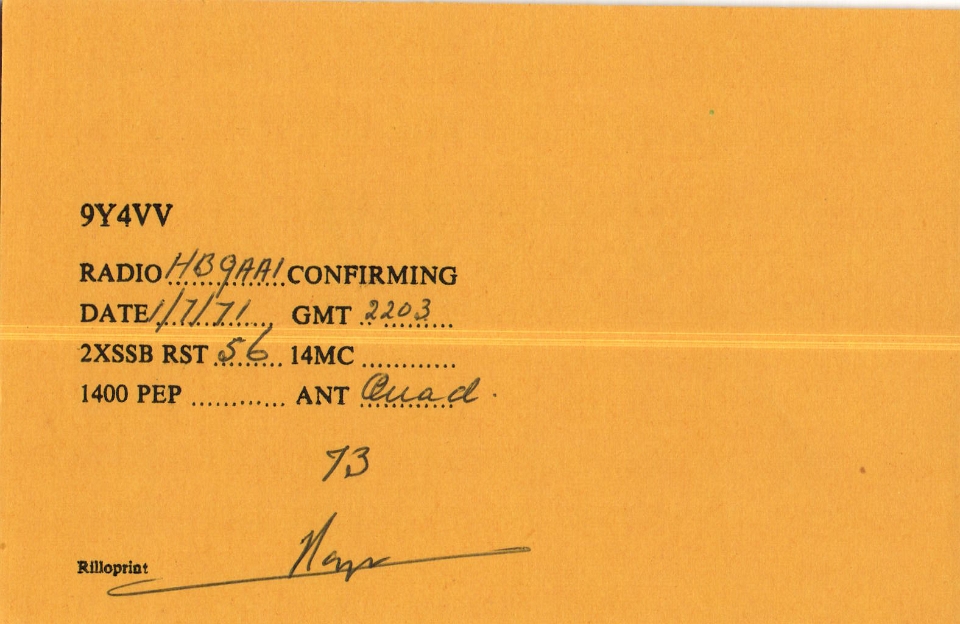 9Y4VV
RADIO HB9AAI CONFIRMING
DATE 1/7/71 GMT 2203
2XSSB RST 56 14MC ............
1400 PEP ............ ANT Quad.
73
Rilloprint